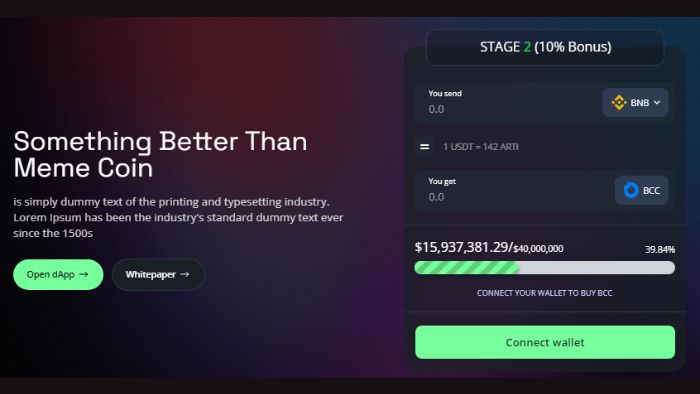 Something Better Than
Meme Coin
is simply dummy text of the printing and typesetting industry.
Lorem Ipsum has been the industry's standard dummy text ever
since the 1500s
Open dApp →
Whitepaper →
STAGE 2 (10% Bonus)
You send
0.0
BNB
=
1 USDT = 142 ARTI
You get
0.0
BCC
$15,937,381.29/$40,000,000
39.84%
CONNECT YOUR WALLET TO BUY BCC
Connect wallet